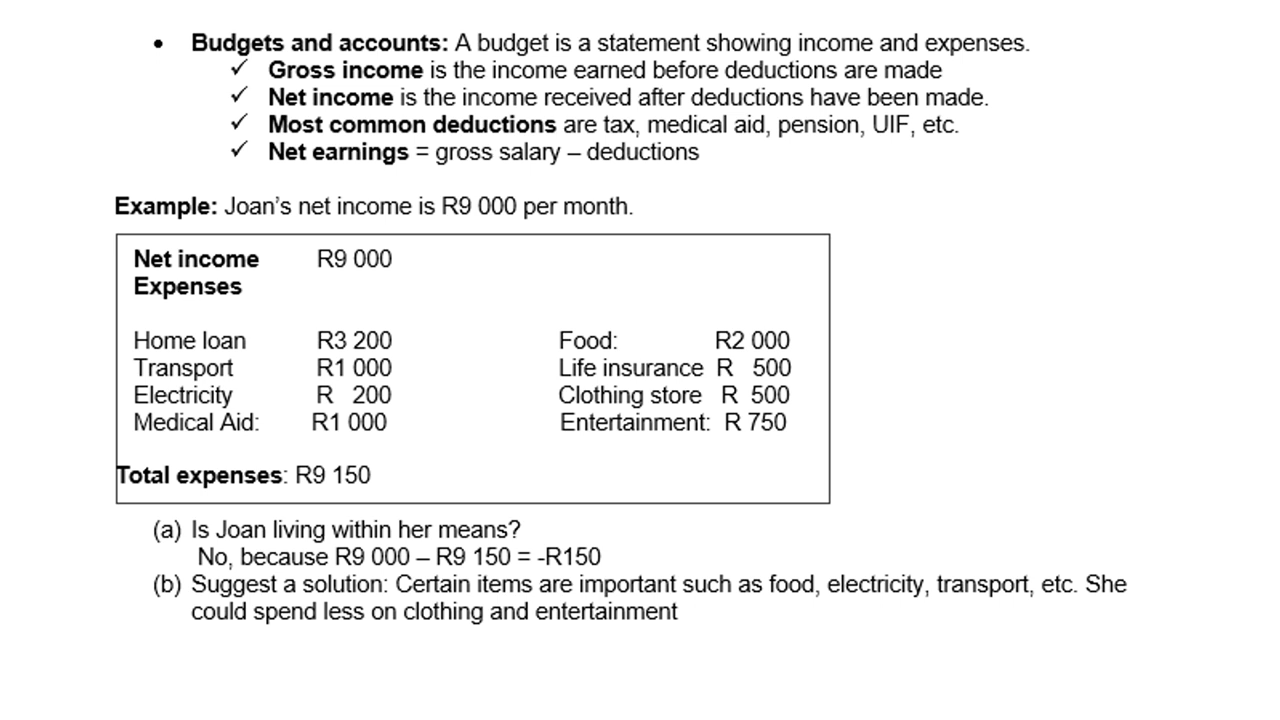 • Budgets and accounts: A budget is a statement showing income and expenses.
✓ Gross income is the income earned before deductions are made
✓ Net income is the income received after deductions have been made.
✓ Most common deductions are tax, medical aid, pension, UIF, etc.
✓ Net earnings = gross salary – deductions
Example: Joan’s net income is R9 000 per month.
Net income R9 000
Expenses
Home loan R3 200 Food: R2 000
Transport R1 000 Life insurance R 500
Electricity R 200 Clothing store R 500
Medical Aid: R1 000 Entertainment: R 750
Total expenses: R9 150
(a) Is Joan living within her means?
No, because R9 000 – R9 150 = -R150
(b) Suggest a solution: Certain items are important such as food, electricity, transport, etc. She
could spend less on clothing and entertainment